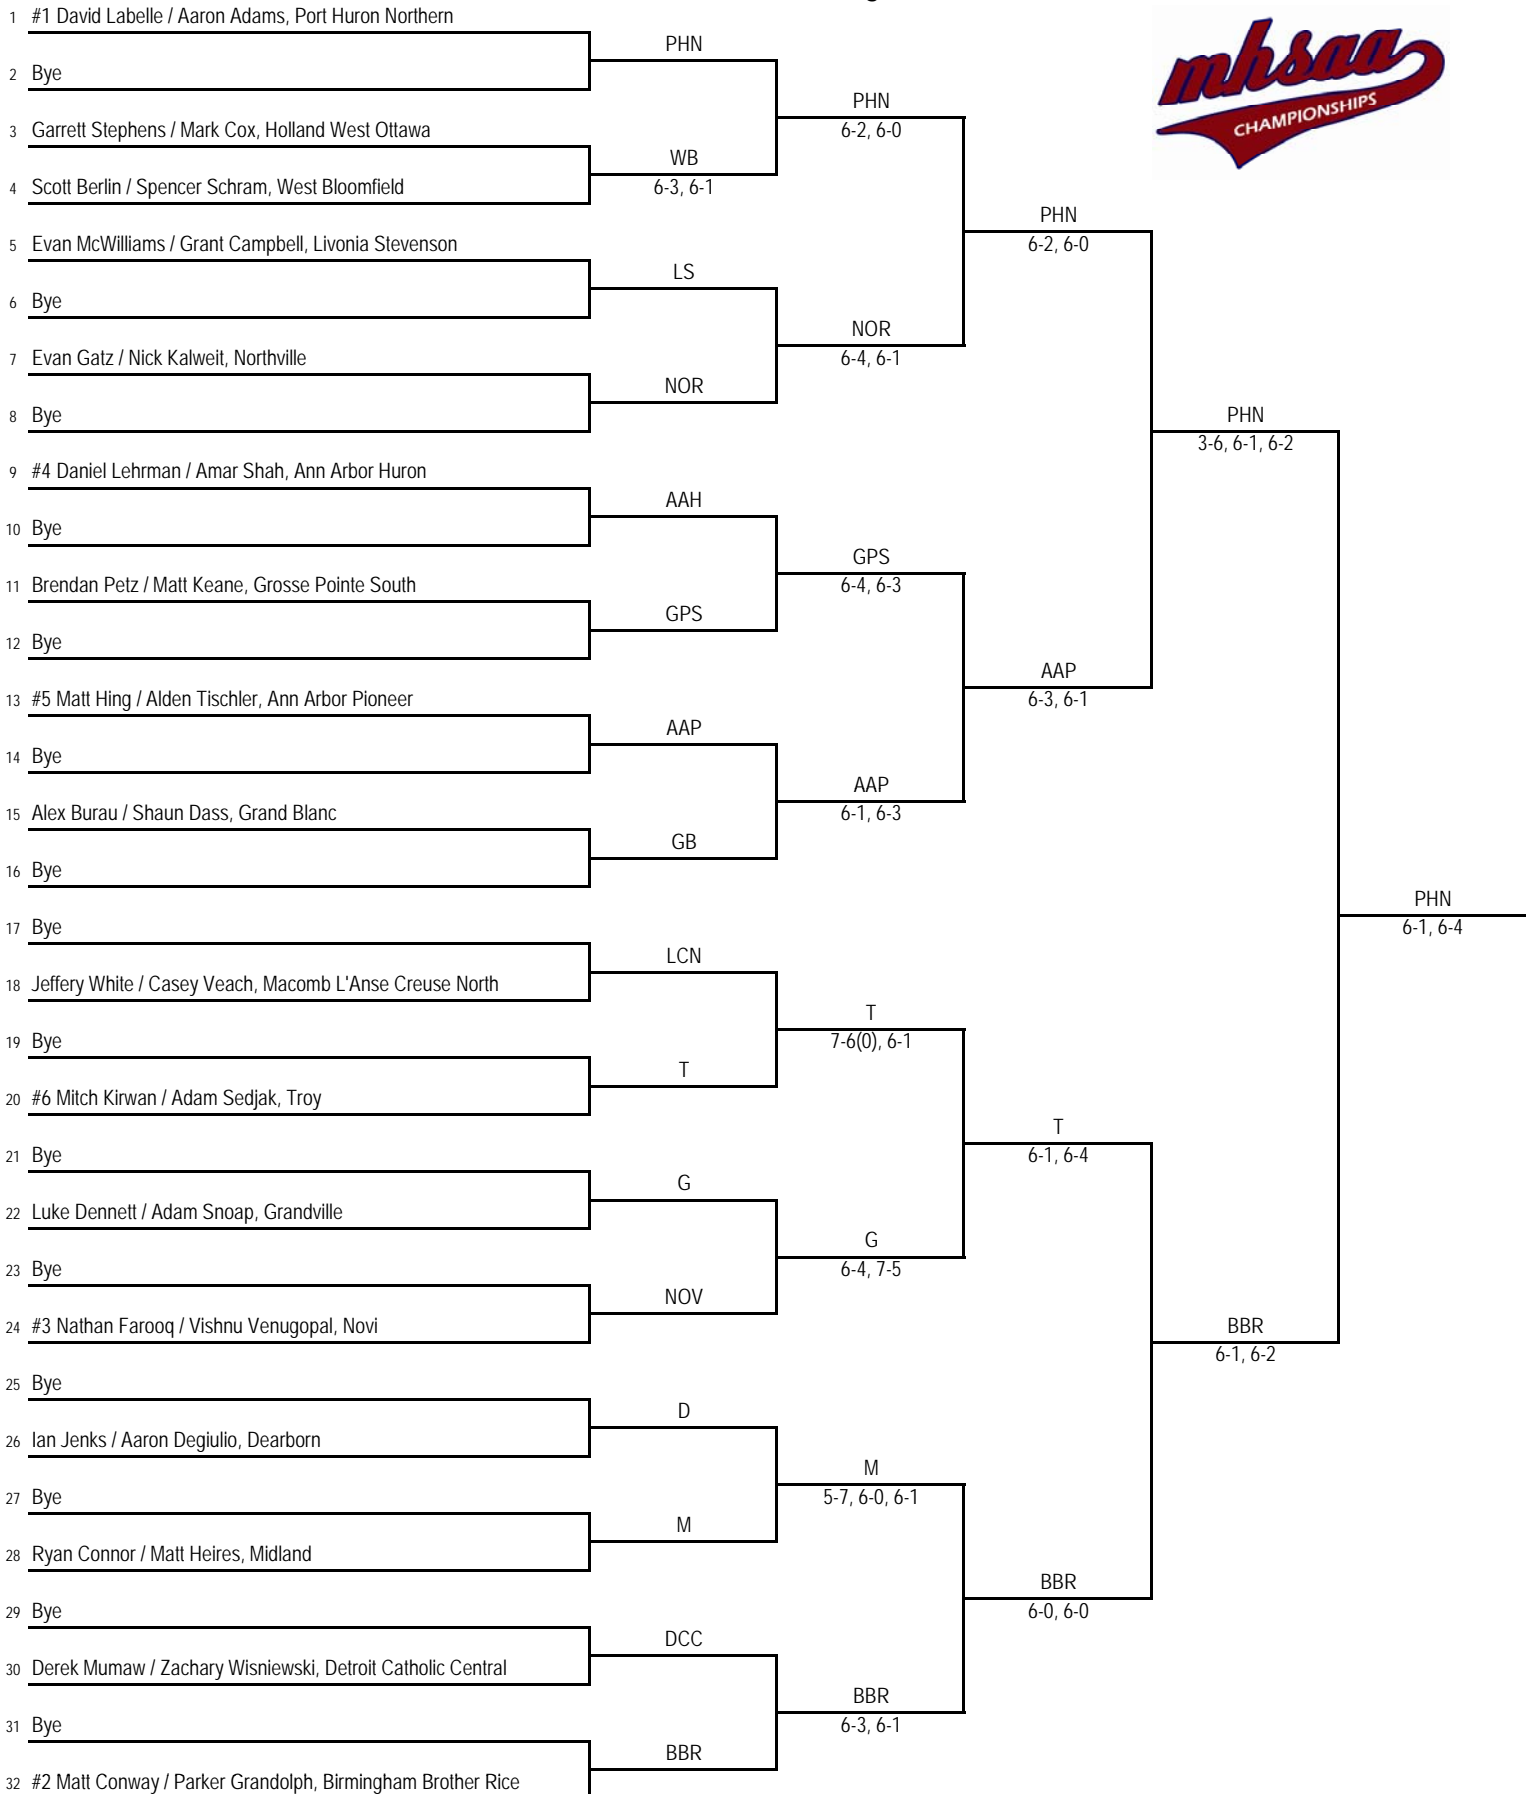 1 #1 David Labelle / Aaron Adams, Port Huron Northern
PHN
2 Bye
PHN
6-2, 6-0
3 Garrett Stephens / Mark Cox, Holland West Ottawa
WB
6-3, 6-1
4 Scott Berlin / Spencer Schram, West Bloomfield
PHN
6-2, 6-0
5 Evan McWilliams / Grant Campbell, Livonia Stevenson
LS
6 Bye
NOR
6-4, 6-1
7 Evan Gatz / Nick Kalweit, Northville
NOR
8 Bye
PHN
3-6, 6-1, 6-2
9 #4 Daniel Lehrman / Amar Shah, Ann Arbor Huron
AAH
10 Bye
GPS
6-4, 6-3
11 Brendan Petz / Matt Keane, Grosse Pointe South
GPS
12 Bye
AAP
6-3, 6-1
13 #5 Matt Hing / Alden Tischler, Ann Arbor Pioneer
AAP
14 Bye
AAP
6-1, 6-3
15 Alex Burau / Shaun Dass, Grand Blanc
GB
16 Bye
PHN
6-1, 6-4
17 Bye
LCN
18 Jeffery White / Casey Veach, Macomb L'Anse Creuse North
T
7-6(0), 6-1
19 Bye
T
20 #6 Mitch Kirwan / Adam Sedjak, Troy
T
6-1, 6-4
21 Bye
G
22 Luke Dennett / Adam Snoap, Grandville
G
6-4, 7-5
23 Bye
NOV
24 #3 Nathan Farooq / Vishnu Venugopal, Novi
BBR
6-1, 6-2
25 Bye
D
26 Ian Jenks / Aaron Degiulio, Dearborn
M
5-7, 6-0, 6-1
27 Bye
M
28 Ryan Connor / Matt Heires, Midland
BBR
6-0, 6-0
29 Bye
DCC
30 Derek Mumaw / Zachary Wisniewski, Detroit Catholic Central
BBR
6-3, 6-1
31 Bye
BBR
32 #2 Matt Conway / Parker Grandolph, Birmingham Brother Rice
mhsaa
CHAMPIONSHIPS